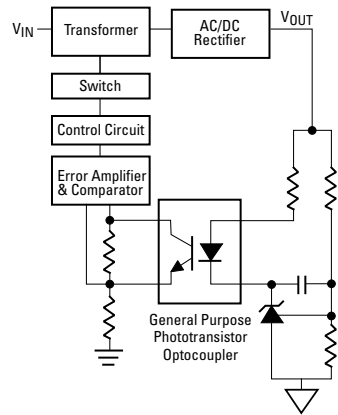 VIN
Transformer
AC/DC
Rectifier
VOUT
Switch
Control Circuit
Error Amplifier
& Comparator
General Purpose
Phototransistor
Optocoupler